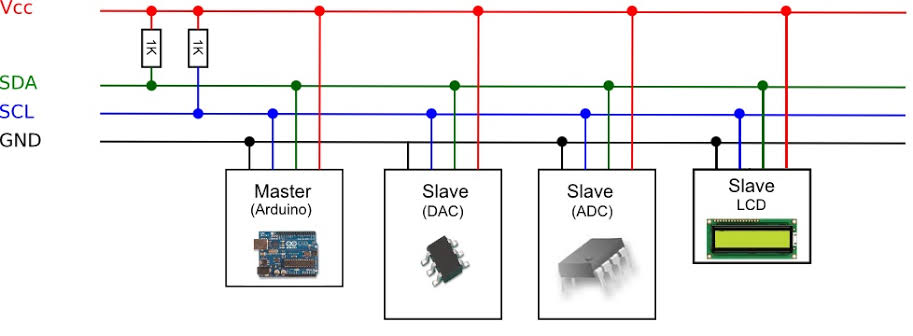 Vcc
1K
1K
SDA
SCL
GND
Master
(Arduino)
Slave
(DAC)
Slave
(ADC)
Slave
LCD